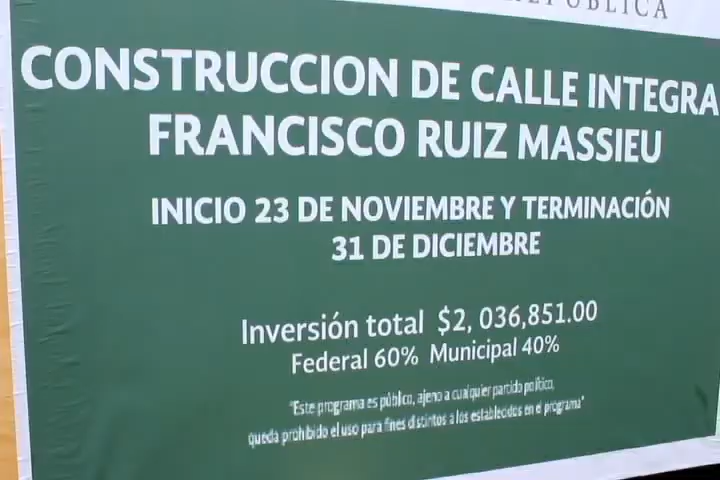 REPÚBLICA
CONSTRUCCION DE CALLE INTEGRA
FRANCISCO RUIZ MASSIEU
INICIO 23 DE NOVIEMBRE Y TERMINACIÓN
31 DE DICIEMBRE
Inversión total $2, 036,851.00
Federal 60% Municipal 40%
"Este programa es público, ajeno a cualquier partido político,
queda prohibido el uso para fines distintos a los establecidos en el programa"